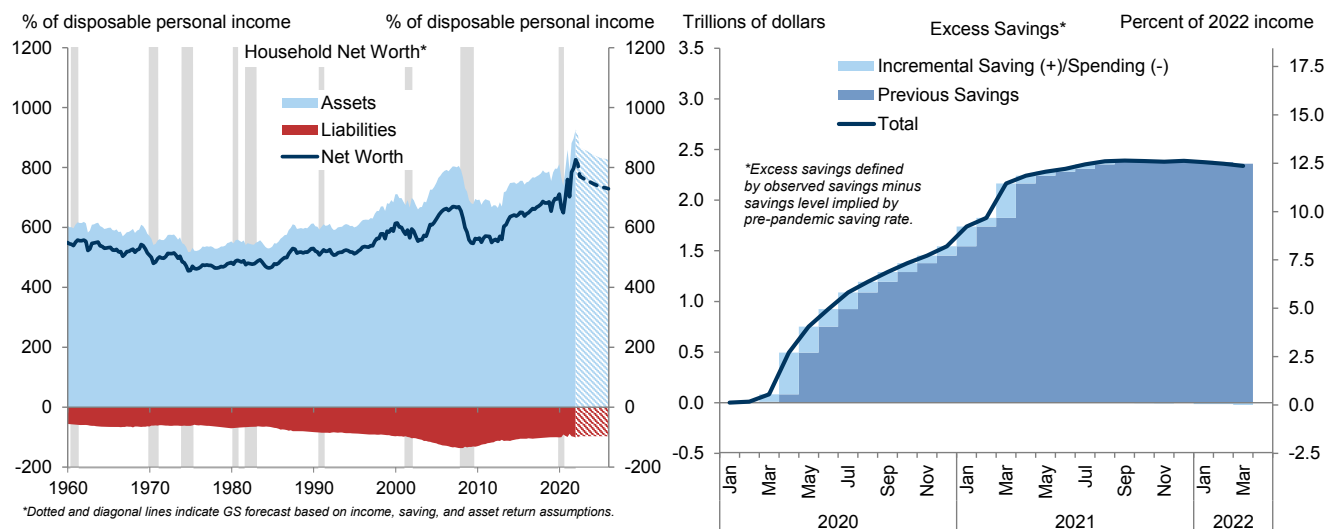 % of disposable personal income
% of disposable personal income
Household Net Worth*
1200
1000
800
600
400
200
0
-200
1200
1000
800
600
400
200
0
-200
Assets
Liabilities
Net Worth
1960
1970
1980
1990
2000
2010
2020
*Dotted and diagonal lines indicate GS forecast based on income, saving, and asset return assumptions.
Trillions of dollars
Excess Savings*
Percent of 2022 income
3.5
3.0
2.5
2.0
1.5
1.0
0.5
0.0
-0.5
17.5
15.0
12.5
10.0
7.5
5.0
2.5
0.0
-2.5
Incremental Saving (+)/Spending (-)
Previous Savings
Total
*Excess savings defined
by observed savings minus
savings level implied by
pre-pandemic saving rate.
Jan
Mar
May
Jul
Sep
Nov
Jan
Mar
May
Jul
Sep
Nov
Jan
Mar
2020
2021
2022